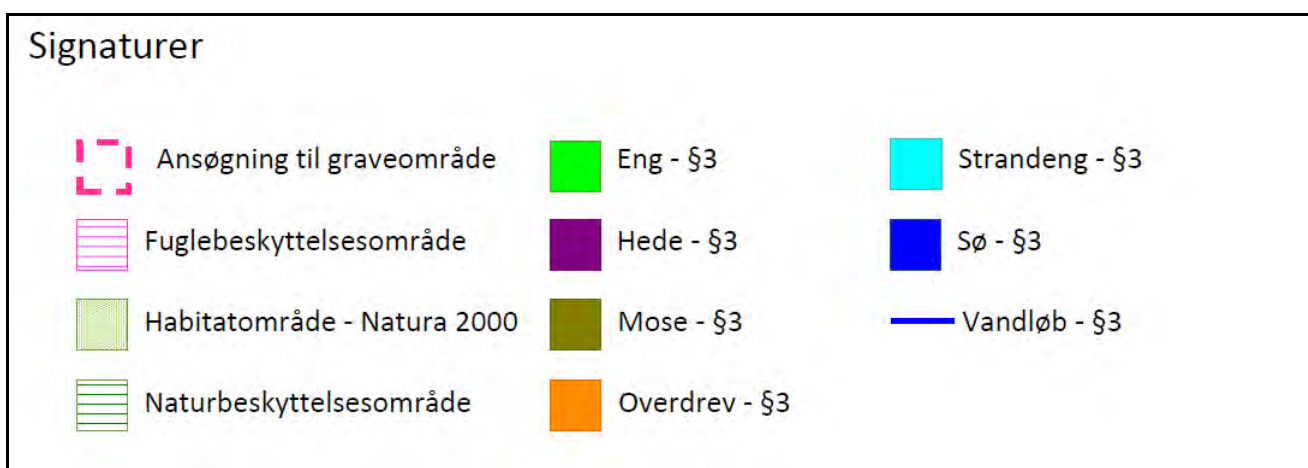 Signaturer
Ansøgning til graveområde
Fuglebeskyttelsesområde
Habitatområde - Natura 2000
Naturbeskyttelsesområde
Eng - §3
Hede - §3
Mose - §3
Overdrev - §3
Strandeng - §3
Sø - §3
Vandløb - §3